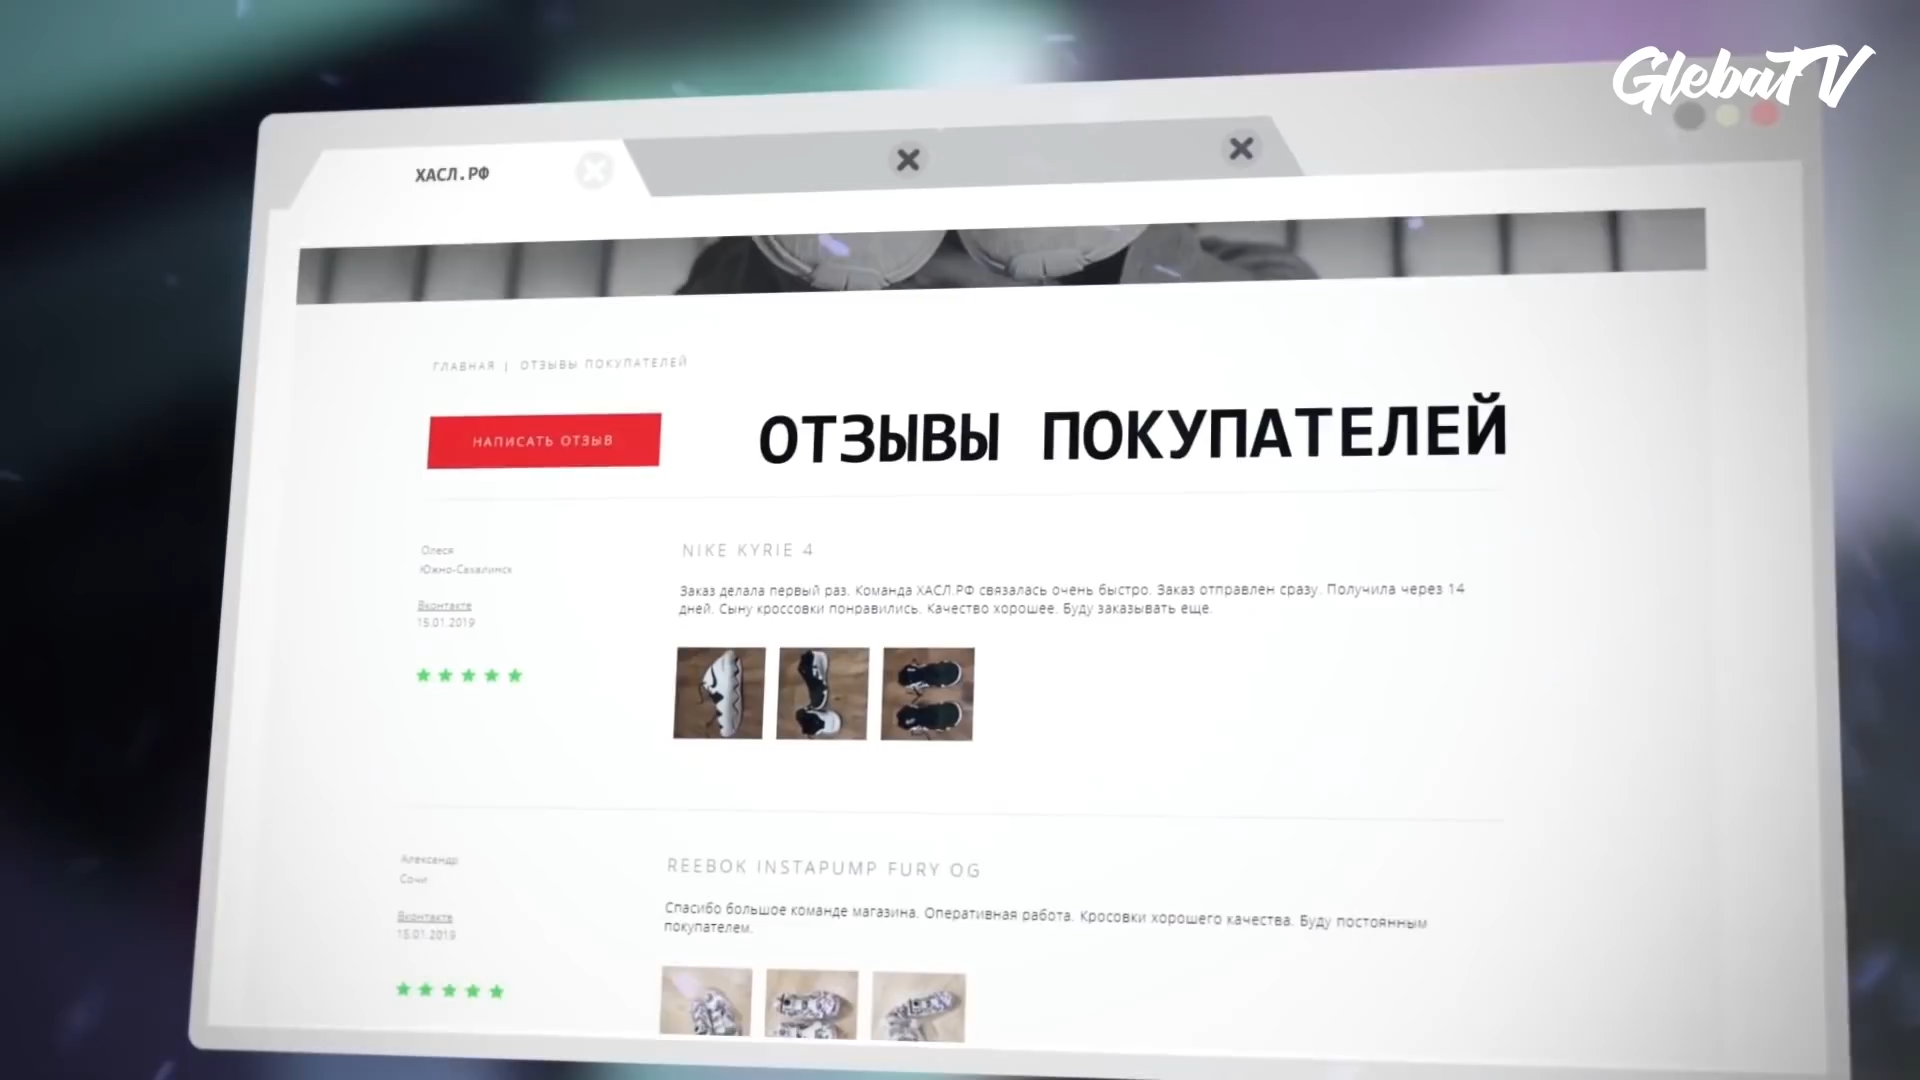 GlebaTV
ХАСЛ.РФ
ГЛАВНАЯ | ОТЗЫВЫ ПОКУПАТЕЛЕЙ
НАПИСАТЬ ОТЗЫВ
ОТЗЫВЫ ПОКУПАТЕЛЕЙ
Олеся
Южно-Сахалинск
Вконтакте
15.01.2019
NIKE KYRIE 4
Заказ делала первый раз. Команда ХАСЛ.РФ связалась очень быстро. Заказ отправлен сразу. Получила через 14
дней. Сыну кроссовки понравились. Качество хорошее. Буду заказывать еще.
Александр
Сочи
Вконтакте
15.01.2019
REEBOK INSTAPUMP FURY OG
Спасибо большое команде магазина. Оперативная работа. Кросовки хорошего качества. Буду постоянным
покупателем.